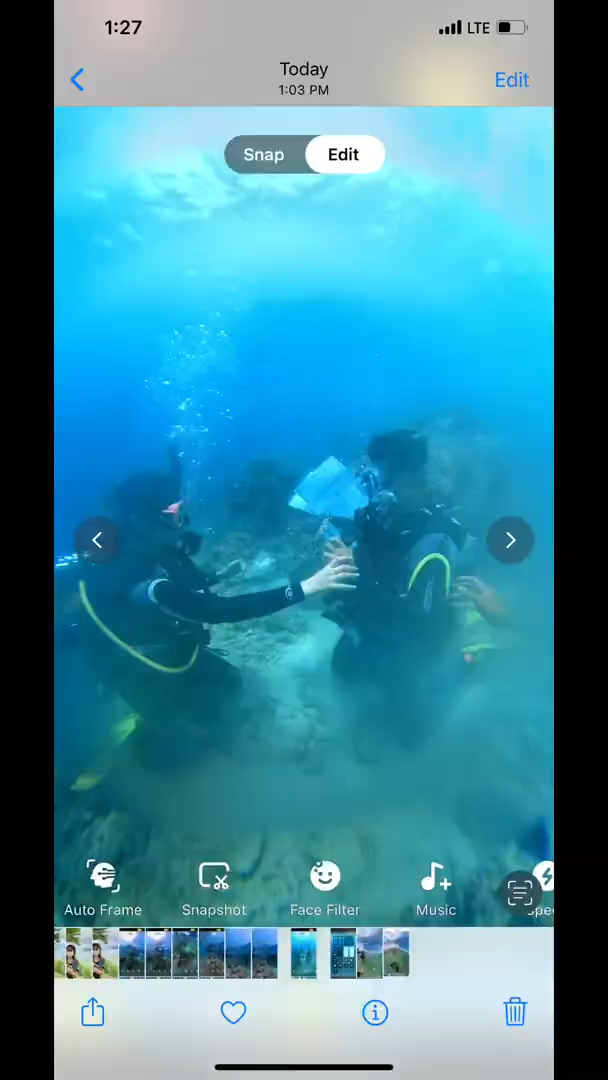 1:27
LTE
Today
1:03 PM
Edit
Snap
Edit
Auto Frame
Snapshot
Face Filter
Music